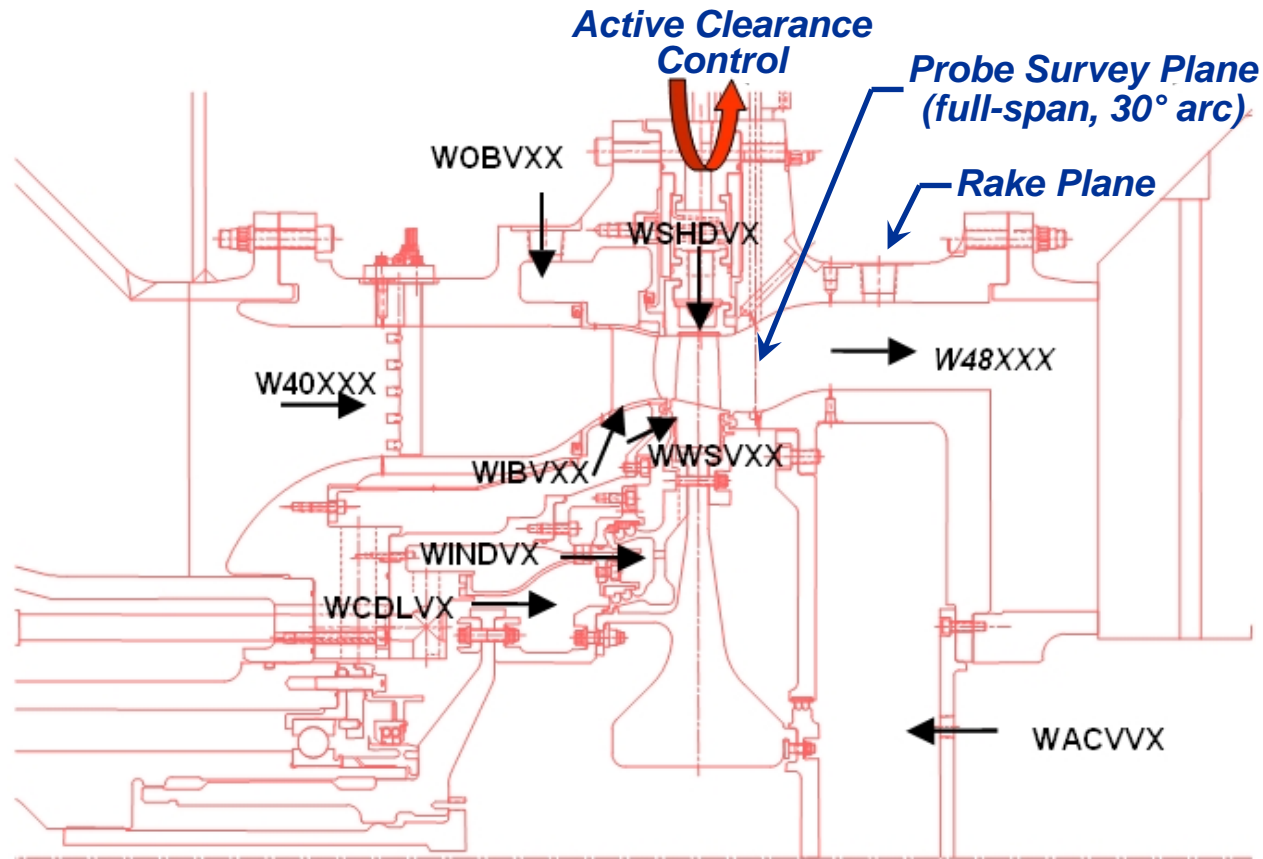 Active Clearance
Control
Probe Survey Plane
(full-span, 30° arc)
Rake Plane
WOBVXX
WSHDVX
W40XXX
W48XXX
WIBVXX
WWSVXX
WINDVX
WCDLVX
WACVVX